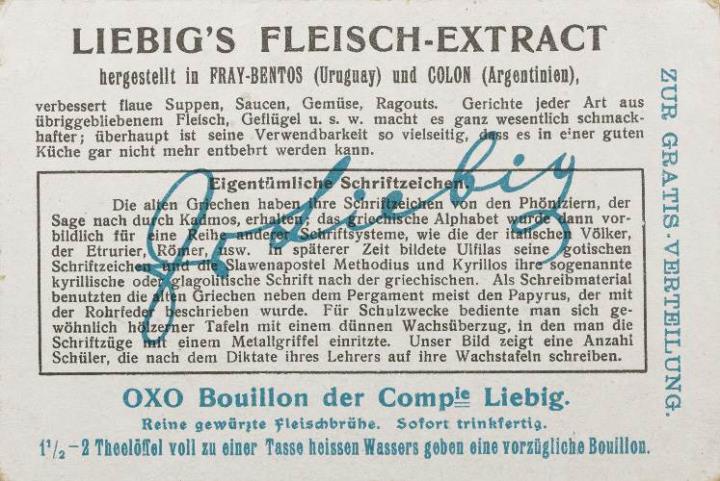 LIEBIG'S FLEISCH-EXTRACT
hergestellt in FRAY-BENTOS (Uruguay) und COLON (Argentinien),
verbessert flaue Suppen, Saucen, Gemüse, Ragouts. Gerichte jeder Art aus
übriggebliebenem Fleisch, Geflügel u. s. w. macht es ganz wesentlich schmack-
hafter; überhaupt ist seine Verwendbarkeit so vielseitig, dass es in einer guten
Küche gar nicht mehr entbehrt werden kann.
Eigentümliche Schriftzeichen.
Die alten Griechen haben ihre Schriftzeichen von den Phöniziern, der
Sage nach durch Kadmos, erhalten; das griechische Alphabet wurde dann vor-
bildlich für eine Reihe anderer Schriftsysteme, wie die der italischen Völker,
der Etrurier, Römer, usw. In späterer Zeit bildete Ulfilas seine gotischen
Schriftzeichen und die Slawenapostel Methodius und Kyrillos ihre sogenannte
kyrillische oder glagolitische Schrift nach der griechischen. Als Schreibmaterial
benutzten die alten Griechen neben dem Pergament meist den Papyrus, der mit
der Rohrfeder beschrieben wurde. Für Schulzwecke bediente man sich ge-
wöhnlich hölzerner Tafeln mit einem dünnen Wachsüberzug, in den man die
Schriftzüge mit einem Metallgriffel einritzte. Unser Bild zeigt eine Anzahl
Schüler, die nach dem Diktate ihres Lehrers auf ihre Wachstafeln schreiben.
JvLiebig
OXO Bouillon der Compie Liebig.
Reine gewürzte Fleischbrühe. Sofort trinkfertig.
1½–2 Theelöffel voll zu einer Tasse heissen Wassers geben eine vorzügliche Bouillon.
ZUR GRATIS-VERTEILUNG.